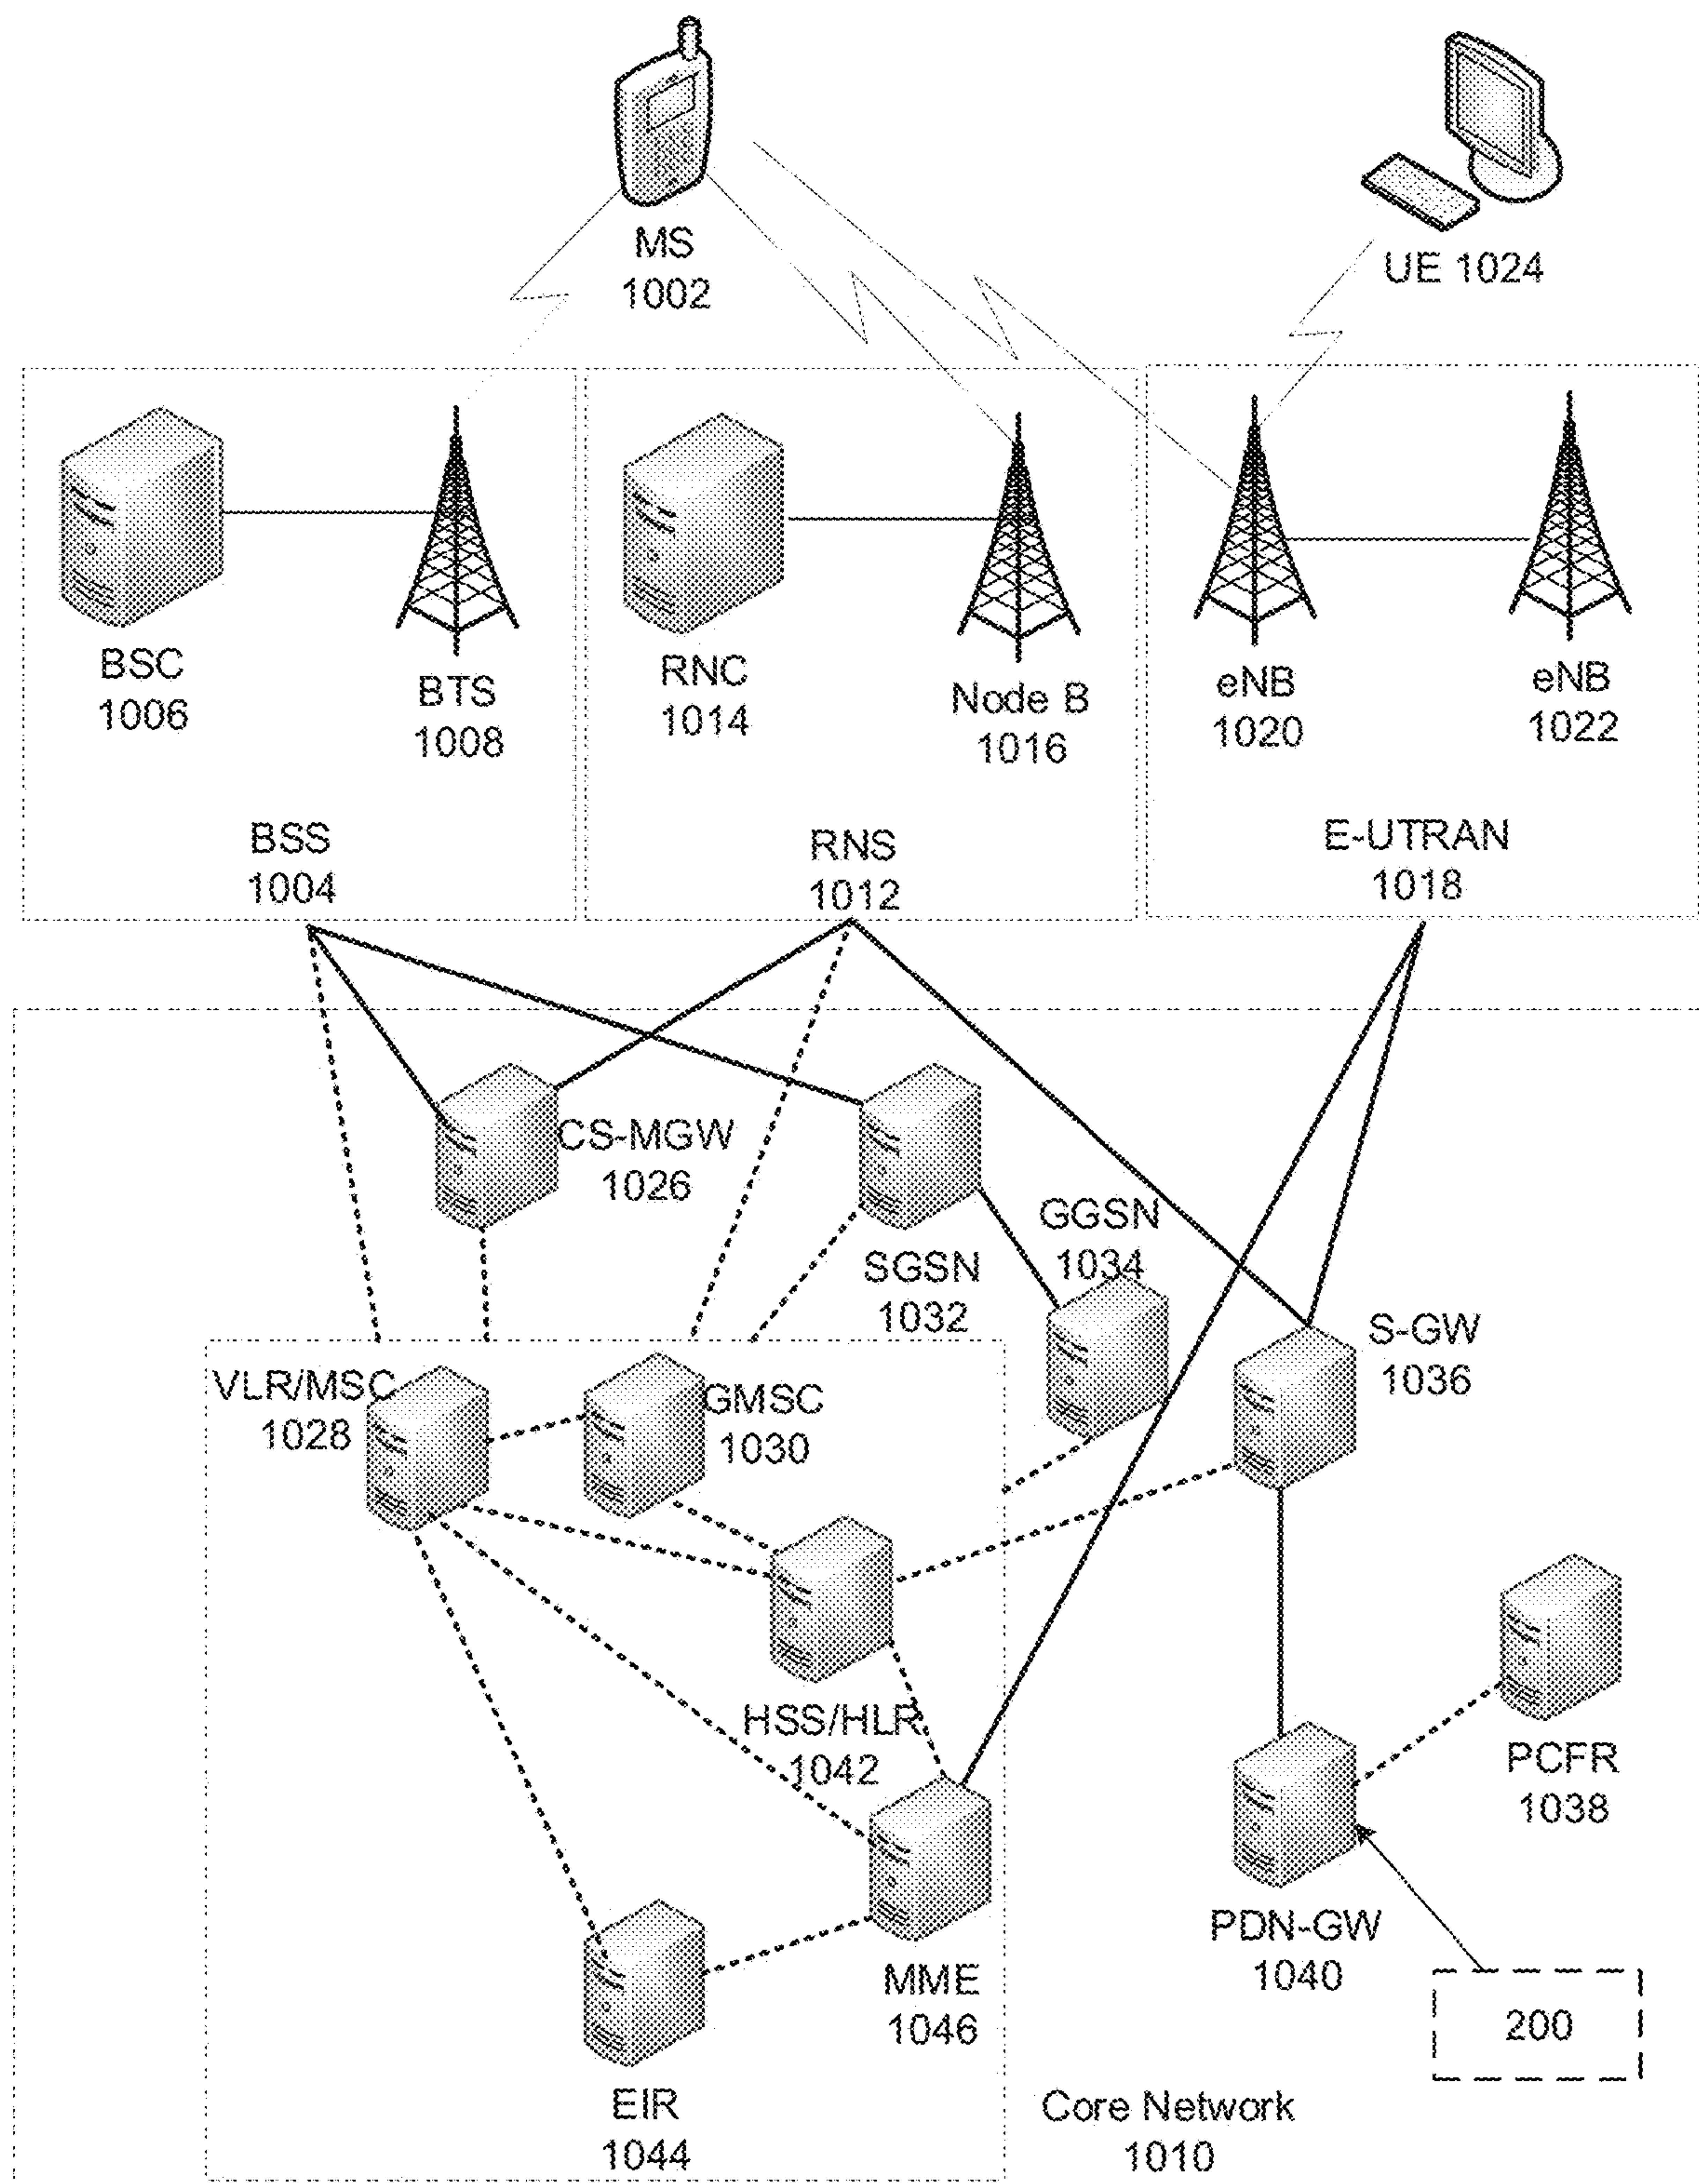 MS
1002
UE 1024
BSC
1006
BTS
1008
RNC
1014
Node B
1016
eNB
1020
eNB
1022
BSS
1004
RNS
1012
E-UTRAN
1018
CS-MGW
1026
SGSN
1032
GGSN
1034
S-GW
1036
VLR/MSC
1028
GMSC
1030
HSS/HLR
1042
PCFR
1038
PDN-GW
1040
MME
1046
200
EIR
1044
Core Network
1010